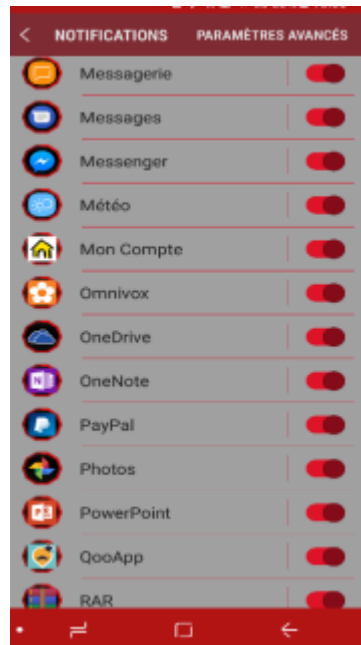 NOTIFICATIONS PARAMÈTRES AVANCÉS
Messagerie
Messages
Messenger
Météo
Mon Compte
Omnivox
OneDrive
OneNote
PayPal
Photos
PowerPoint
QooApp
RAR